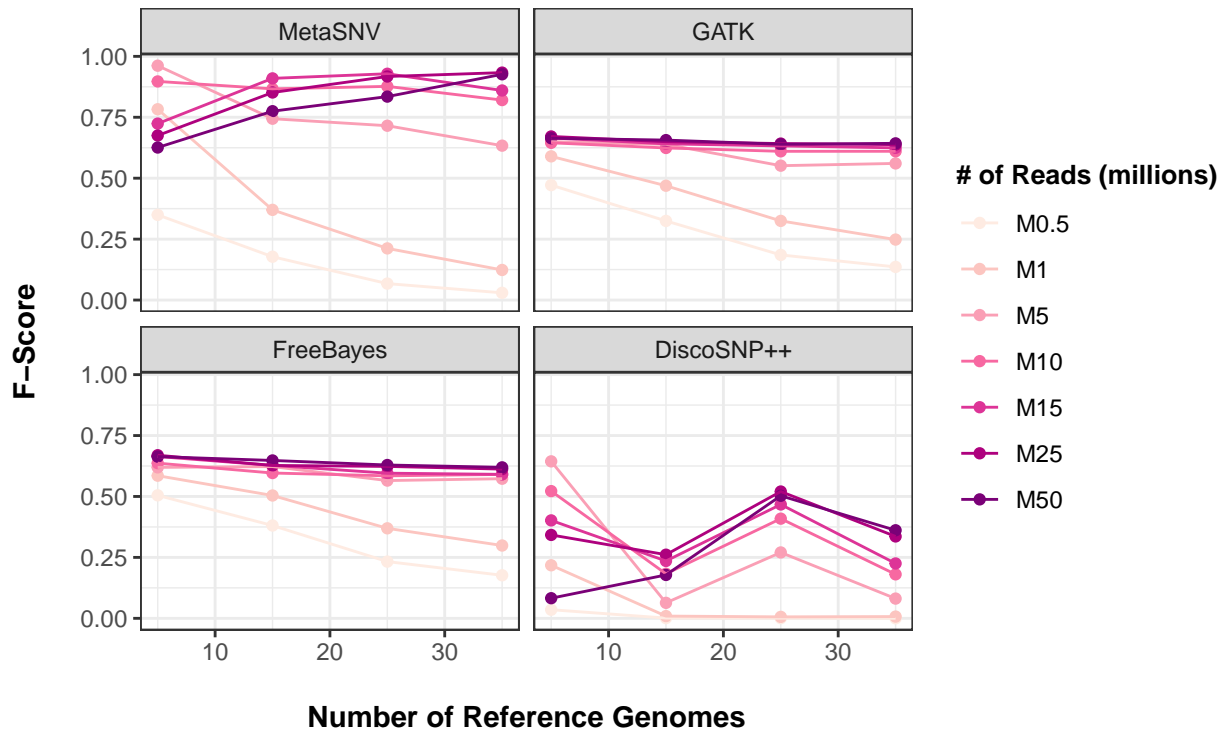 MetaSNV
GATK
1.00
0.75
0.50
0.25
0.00
FreeBayes
DiscoSNP++
1.00
0.75
0.50
0.25
0.00
10
20
30
10
20
30
F−Score
Number of Reference Genomes
# of Reads (millions)
M0.5
M1
M5
M10
M15
M25
M50